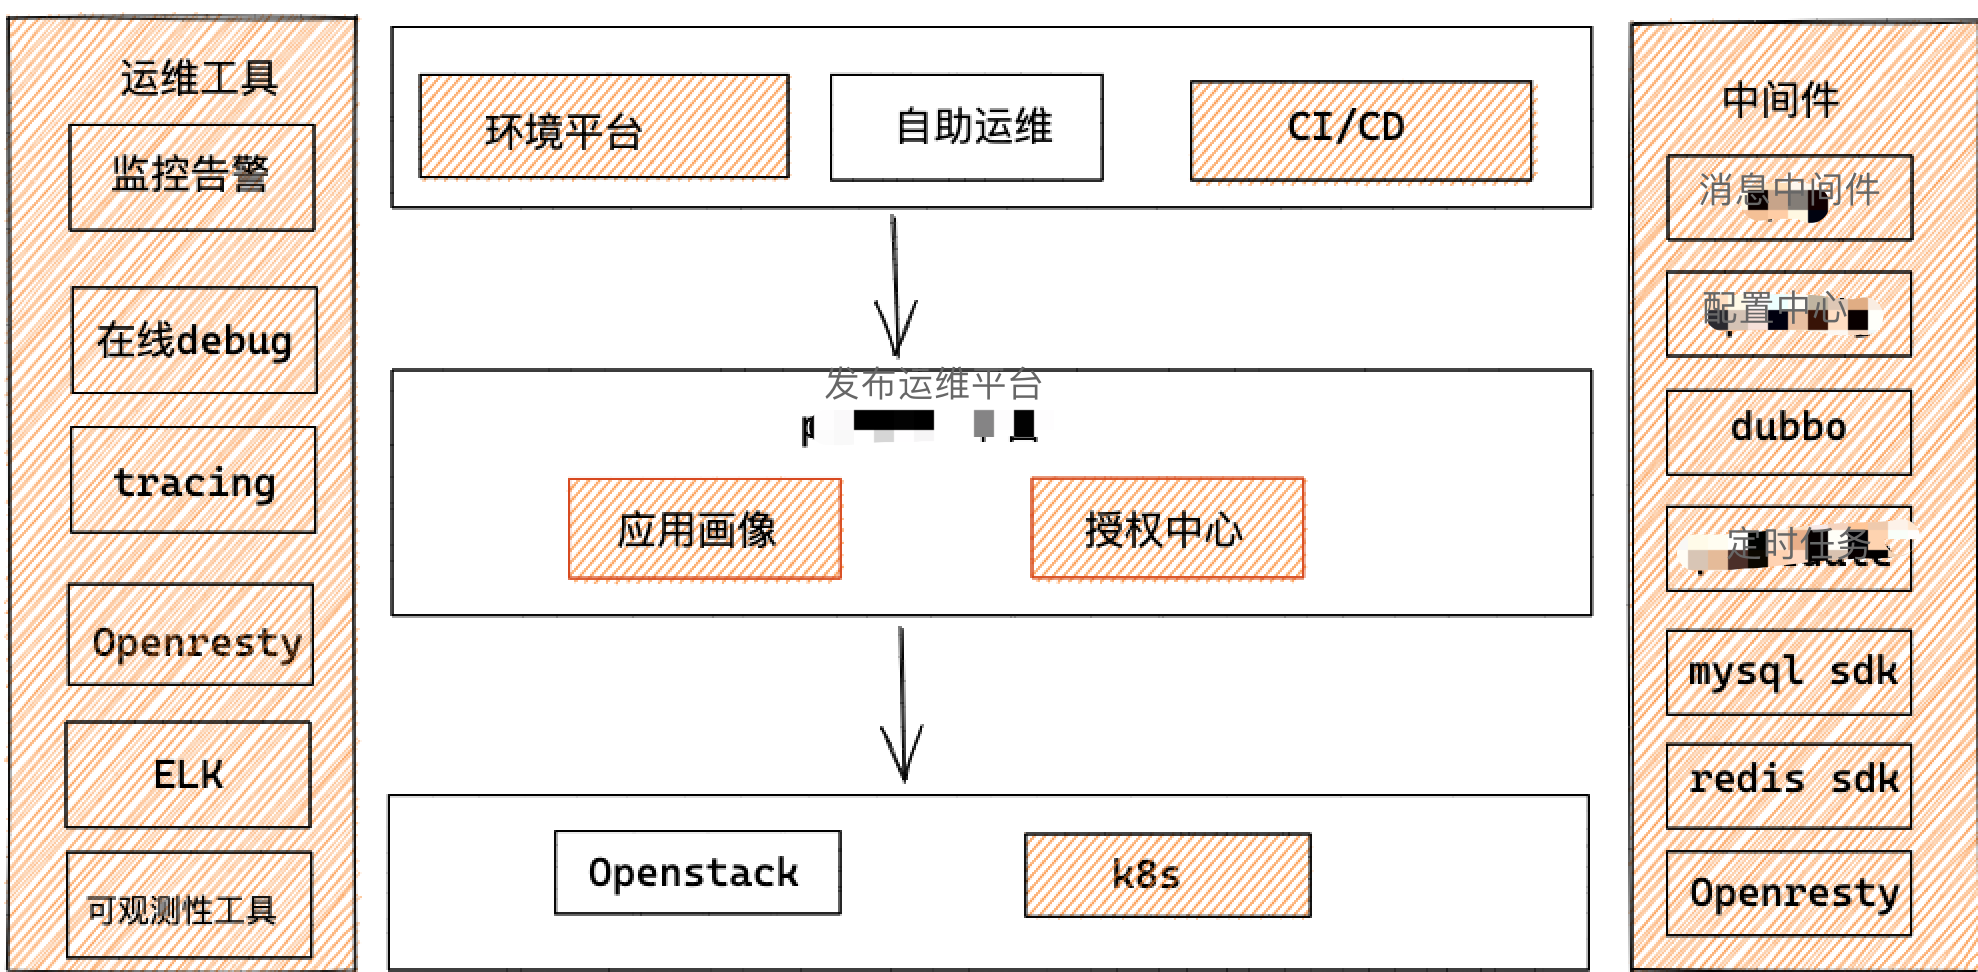 运维工具
监控告警
在线debug
tracing
Openresty
ELK
可观测性工具
环境平台
自助运维
CI/CD
发布运维平台
应用画像
授权中心
Openstack
k8s
中间件
消息中间件
配置中心
dubbo
定时任务
mysql sdk
redis sdk
Openresty